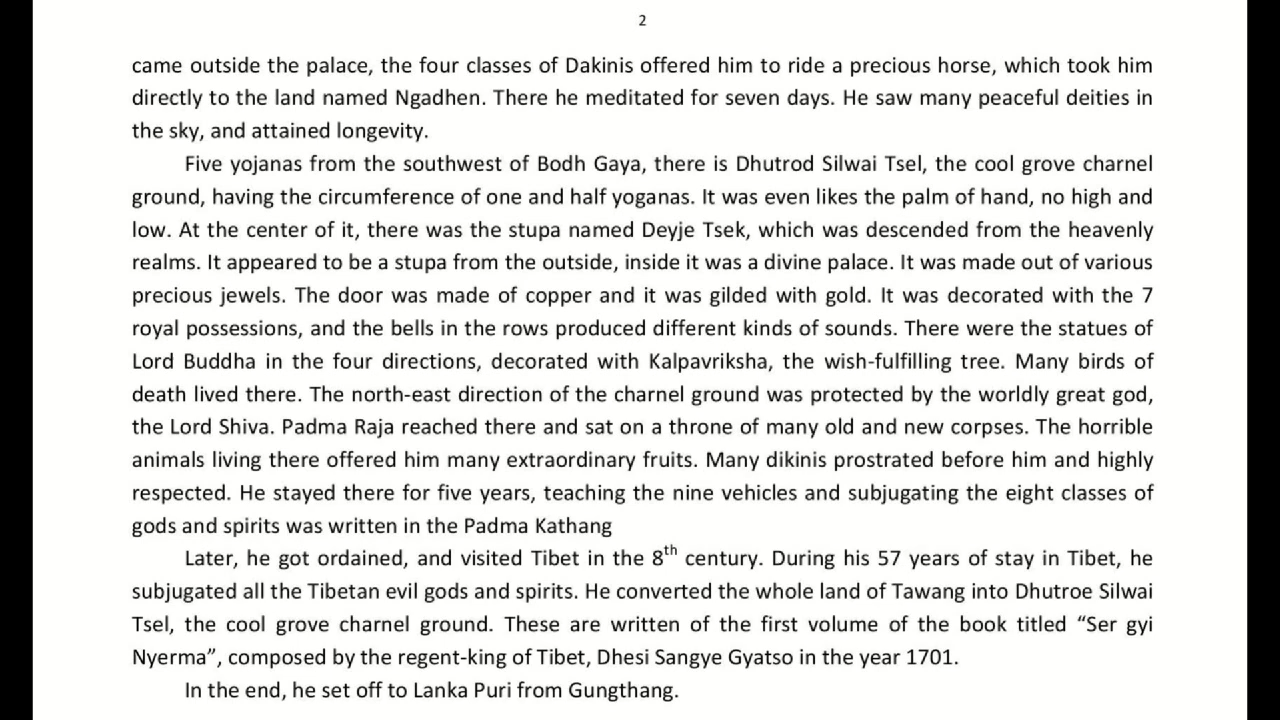 2
came outside the palace, the four classes of Dakinis offered him to ride a precious horse, which took him
directly to the land named Ngadhen. There he meditated for seven days. He saw many peaceful deities in
the sky, and attained longevity.
Five yojanas from the southwest of Bodh Gaya, there is Dhutrod Silwai Tsel, the cool grove charnel
ground, having the circumference of one and half yoganas. It was even likes the palm of hand, no high and
low. At the center of it, there was the stupa named Deyje Tsek, which was descended from the heavenly
realms. It appeared to be a stupa from the outside, inside it was a divine palace. It was made out of various
precious jewels. The door was made of copper and it was gilded with gold. It was decorated with the 7
royal possessions, and the bells in the rows produced different kinds of sounds. There were the statues of
Lord Buddha in the four directions, decorated with Kalpavriksha, the wish-fulfilling tree. Many birds of
death lived there. The north-east direction of the charnel ground was protected by the worldly great god,
the Lord Shiva. Padma Raja reached there and sat on a throne of many old and new corpses. The horrible
animals living there offered him many extraordinary fruits. Many dikinis prostrated before him and highly
respected. He stayed there for five years, teaching the nine vehicles and subjugating the eight classes of
gods and spirits was written in the Padma Kathang
Later, he got ordained, and visited Tibet in the 8th century. During his 57 years of stay in Tibet, he
subjugated all the Tibetan evil gods and spirits. He converted the whole land of Tawang into Dhutroe Silwai
Tsel, the cool grove charnel ground. These are written of the first volume of the book titled “Ser gyi
Nyerma”, composed by the regent-king of Tibet, Dhesi Sangye Gyatso in the year 1701.
In the end, he set off to Lanka Puri from Gungthang.